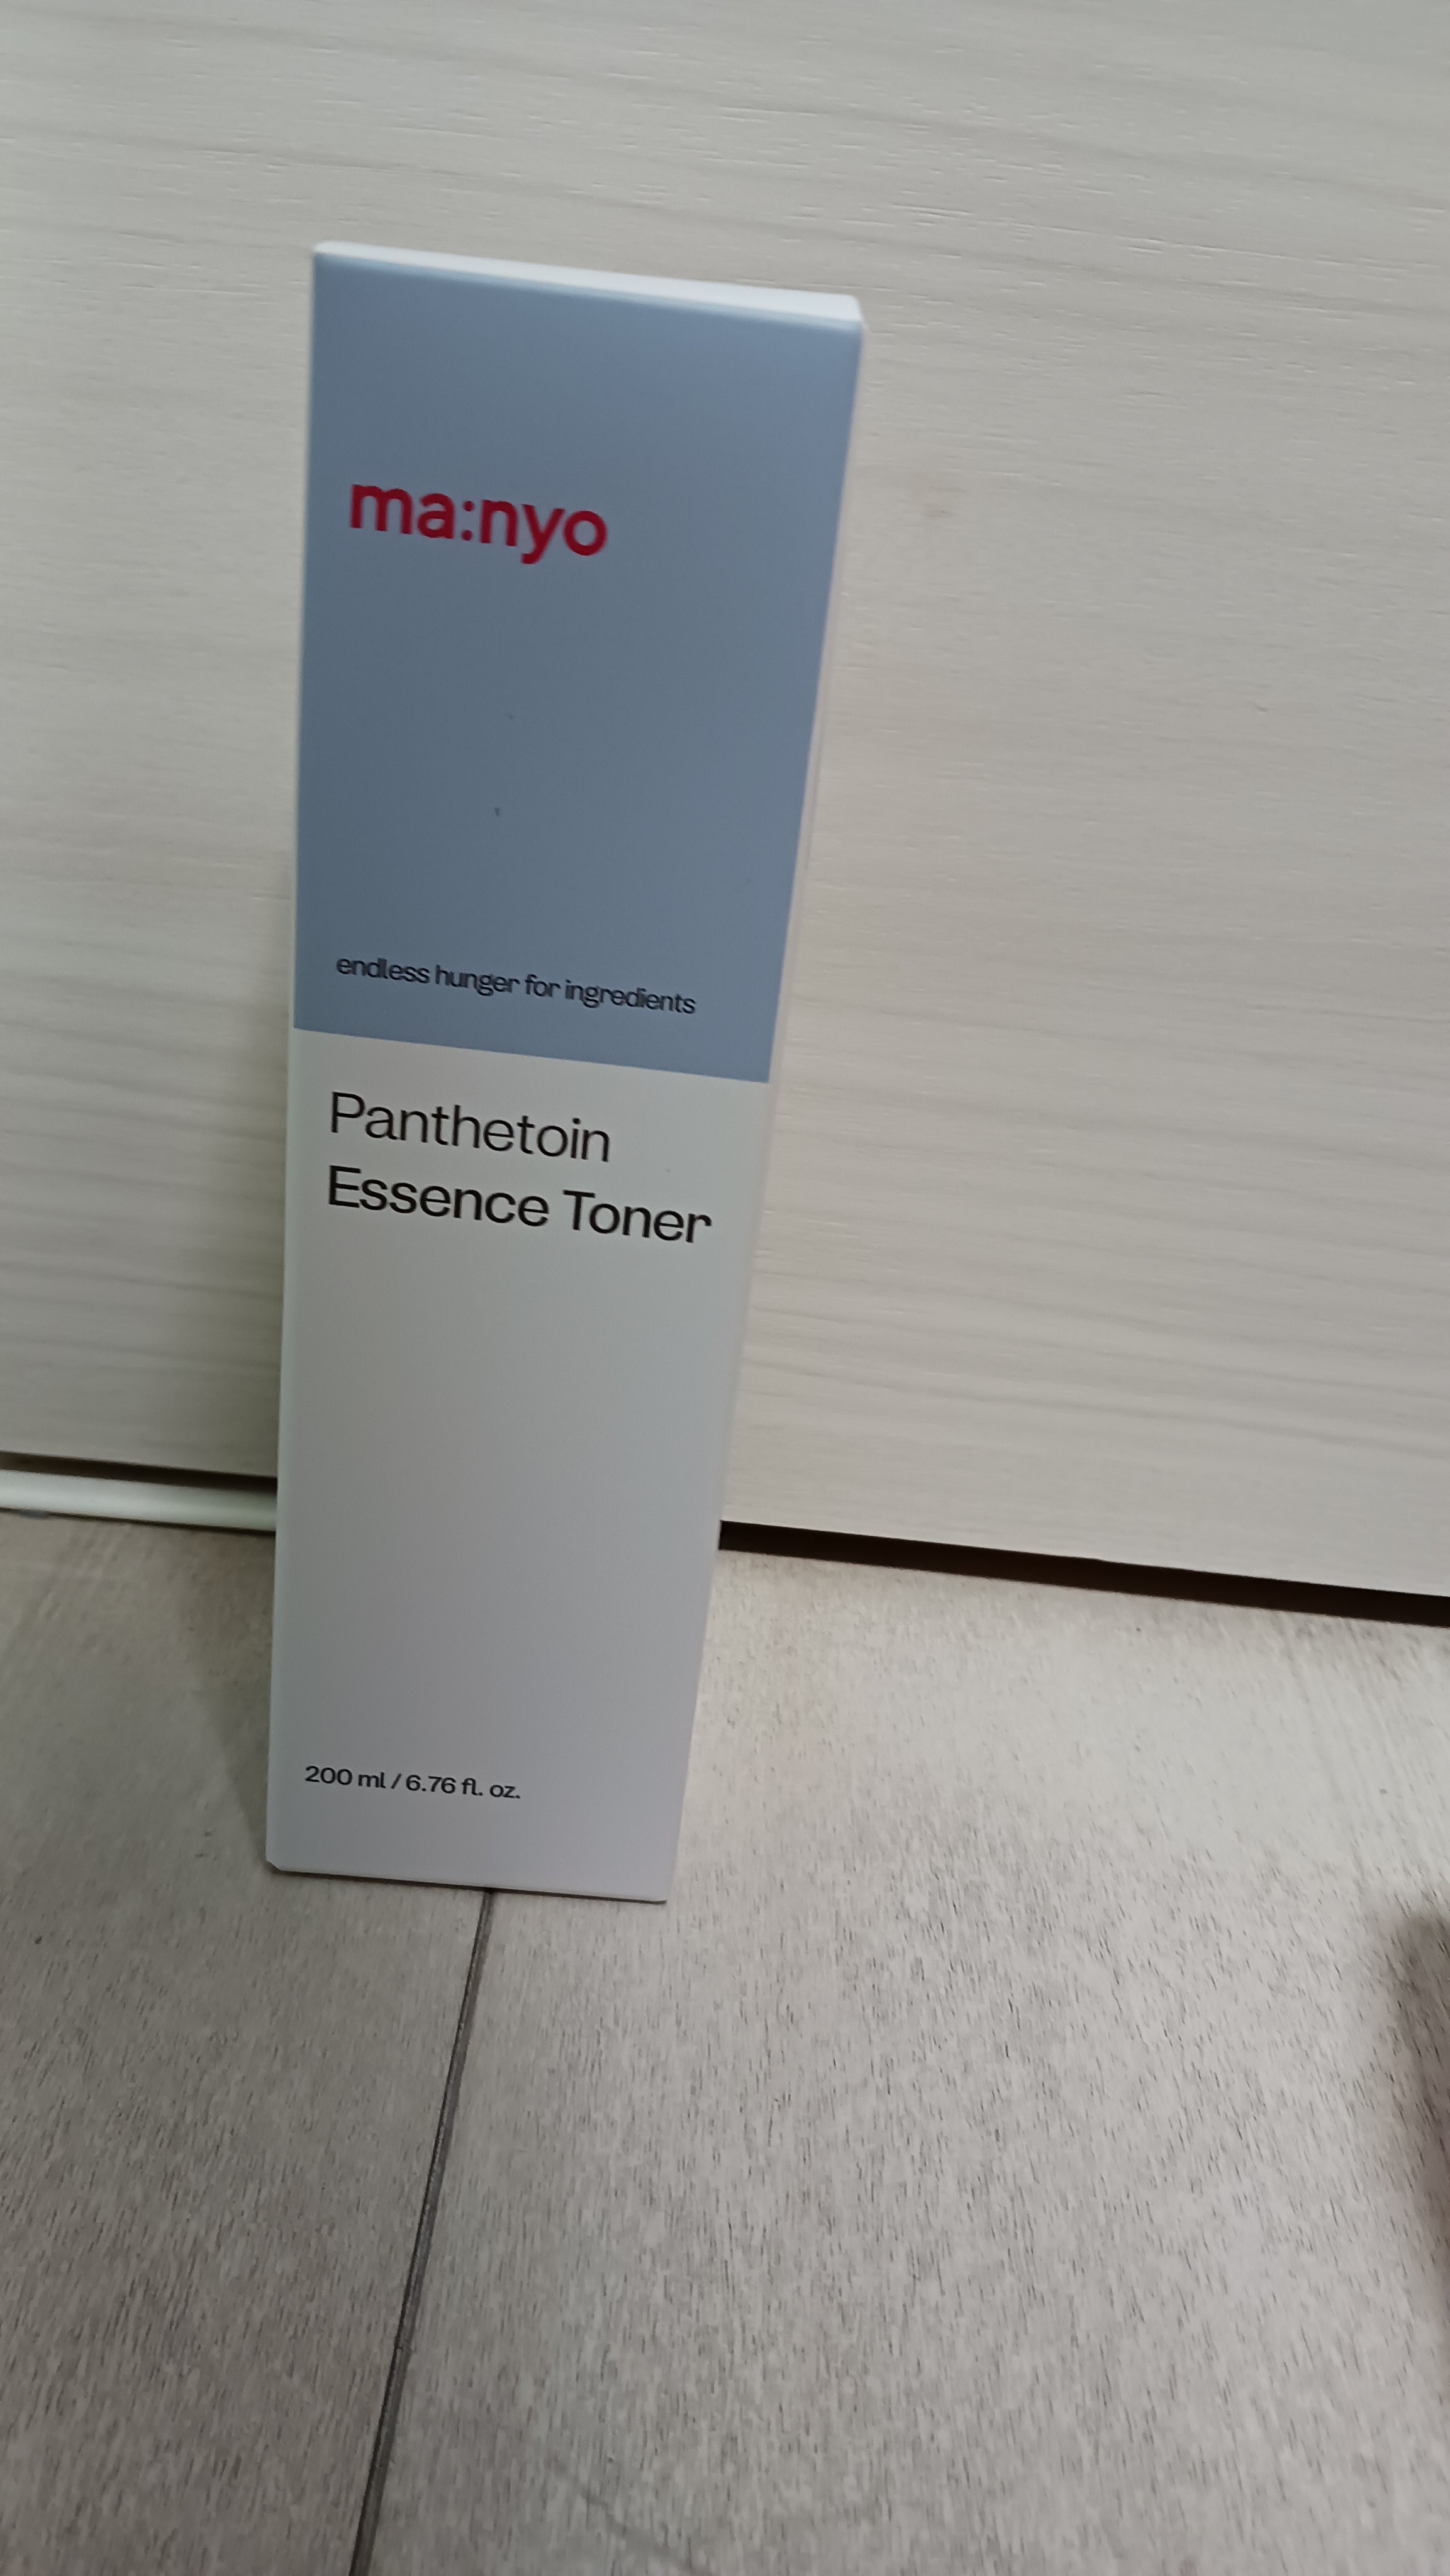 ma:nyo
endless hunger for ingredients
Panthetoin
Essence Toner
200 ml / 6.76 fl. oz.